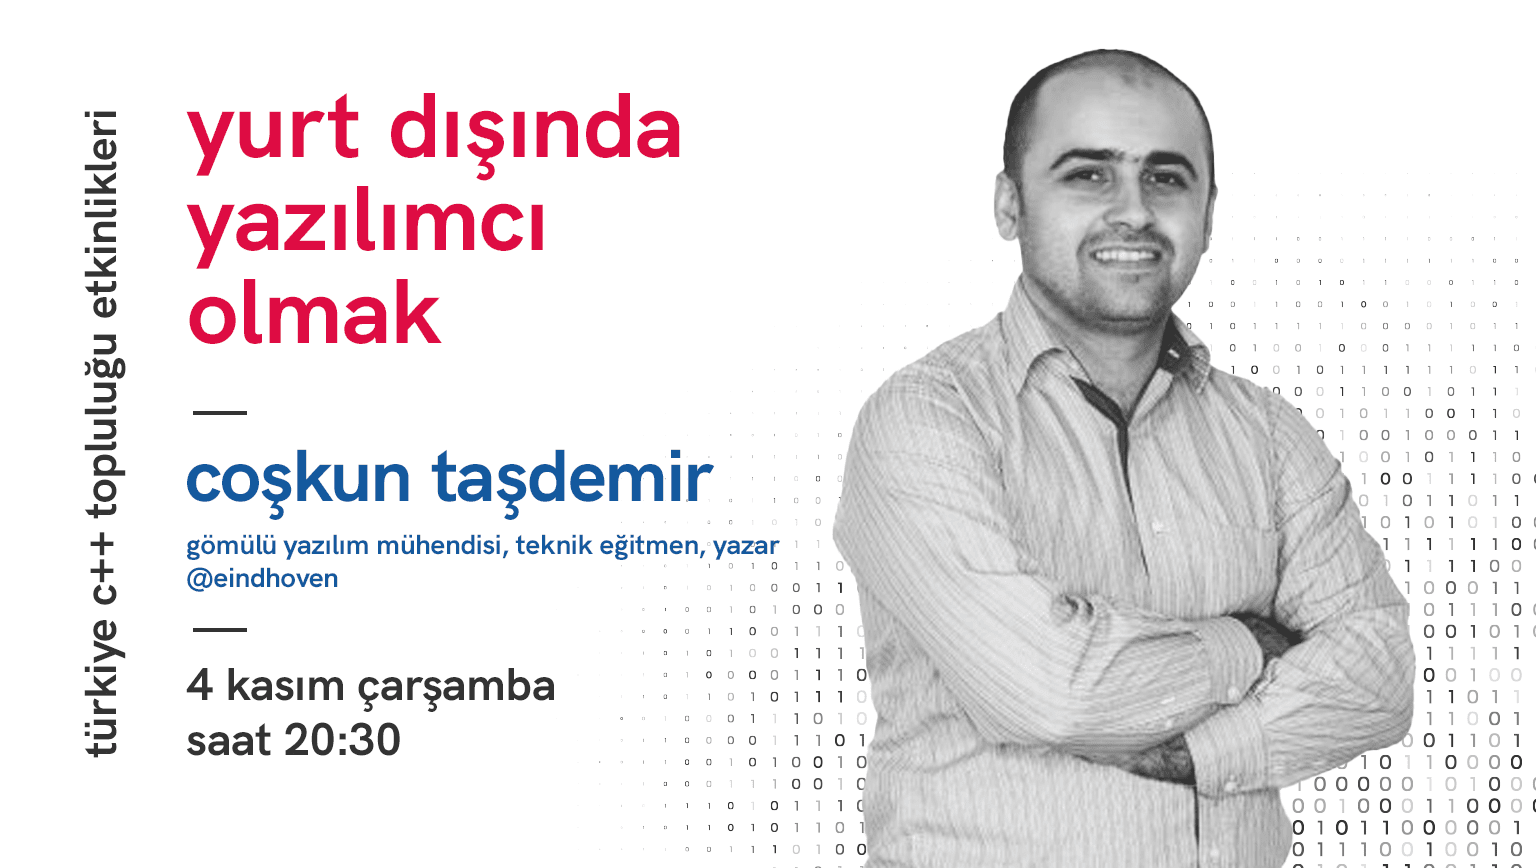 türkiye c++ topluluğu etkinlikleri
yurt dışında
yazılımcı
olmak
coşkun taşdemir
gömülü yazılım mühendisi, teknik eğitmen, yazar
@eindhoven
4 kasım çarşamba
saat 20:30